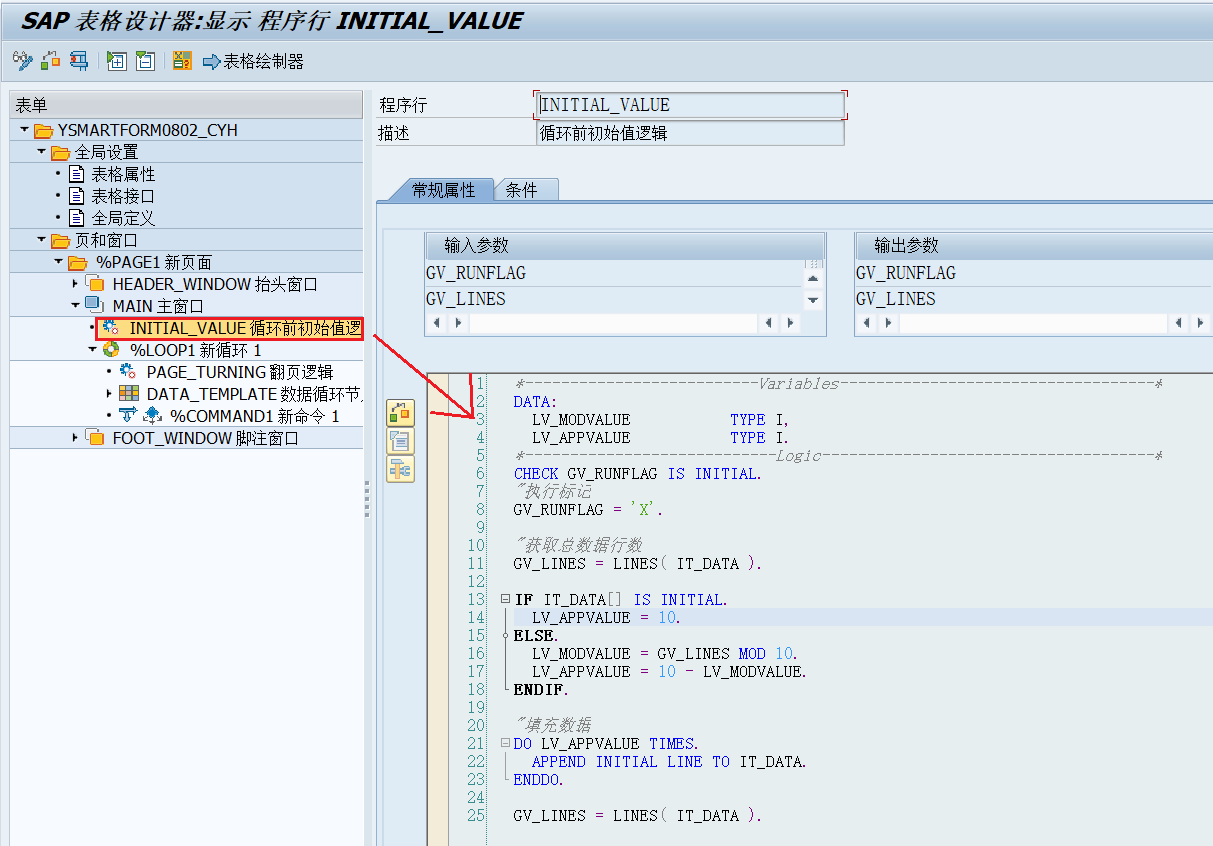 SAP 表格设计器:显示 程序行 INITIAL_VALUE
表格绘制器
表单
YSMARTFORM0802_CYH
全局设置
表格属性
表格接口
全局定义
页和窗口
%PAGE1 新页面
HEADER_WINDOW 抬头窗口
MAIN 主窗口
INITIAL_VALUE 循环前初始值逻
%LOOP1 新循环 1
PAGE_TURNING 翻页逻辑
DATA_TEMPLATE 数据循环节
%COMMAND1 新命令 1
FOOT_WINDOW 脚注窗口
程序行 INITIAL_VALUE
描述 循环前初始值逻辑
常规属性 条件
输入参数 输出参数
GV_RUNFLAG GV_RUNFLAG
GV_LINES GV_LINES
1 *--------------------------Variables-----------------------------------*
2 DATA:
3 LV_MODVALUE TYPE I,
4 LV_APPVALUE TYPE I.
5 *----------------------------Logic-------------------------------------*
6 CHECK GV_RUNFLAG IS INITIAL.
7 "执行标记
8 GV_RUNFLAG = 'X'.
9
10 "获取总数据行数
11 GV_LINES = LINES( IT_DATA ).
12
13 IF IT_DATA[] IS INITIAL.
14 LV_APPVALUE = 10.
15 ELSE.
16 LV_MODVALUE = GV_LINES MOD 10.
17 LV_APPVALUE = 10 - LV_MODVALUE.
18 ENDIF.
19
20 "填充数据
21 DO LV_APPVALUE TIMES.
22 APPEND INITIAL LINE TO IT_DATA.
23 ENDDO.
24
25 GV_LINES = LINES( IT_DATA ).